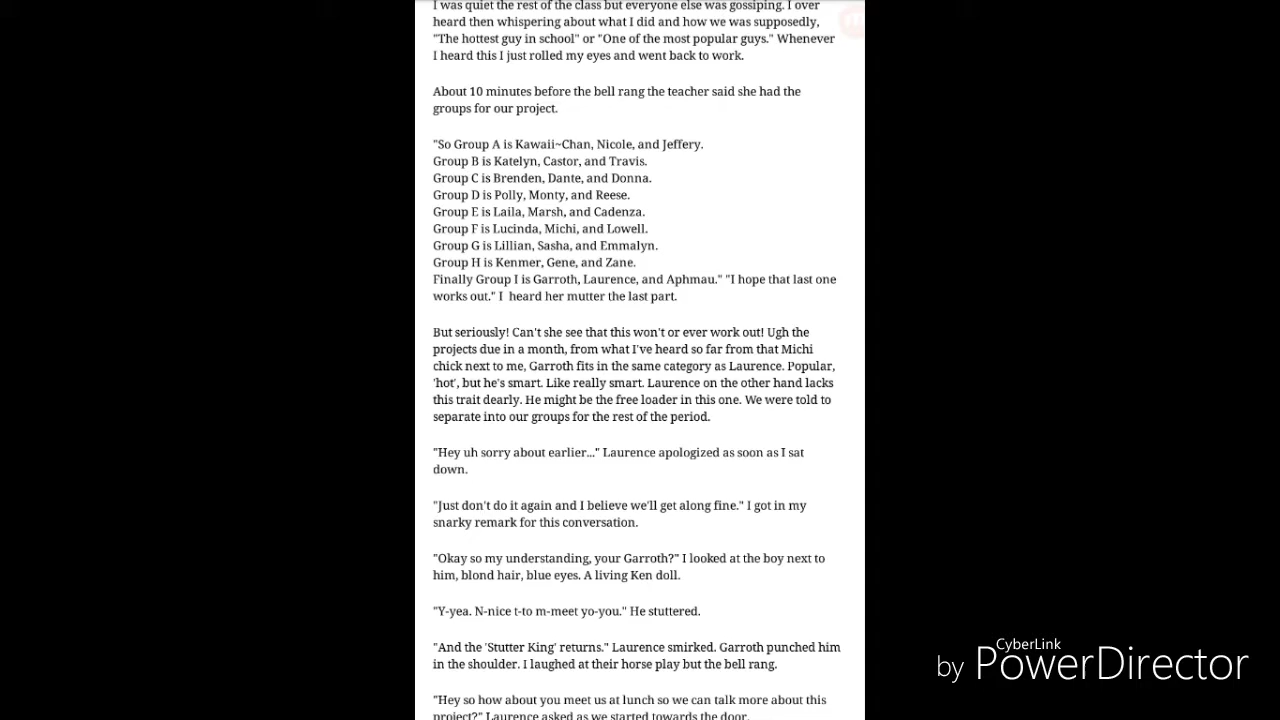 I was quiet the rest of the class but everyone else was gossiping. I over
heard then whispering about what I did and how we was supposedly,
"The hottest guy in school" or "One of the most popular guys." Whenever
I heard this I just rolled my eyes and went back to work.
About 10 minutes before the bell rang the teacher said she had the
groups for our project.
"So Group A is Kawaii~Chan, Nicole, and Jeffery.
Group B is Katelyn, Castor, and Travis.
Group C is Brenden, Dante, and Donna.
Group D is Polly, Monty, and Reese.
Group E is Laila, Marsh, and Cadenza.
Group F is Lucinda, Michi, and Lowell.
Group G is Lillian, Sasha, and Emmalyn.
Group H is Kenmer, Gene, and Zane.
Finally Group I is Garroth, Laurence, and Aphmau." "I hope that last one
works out." I  heard her mutter the last part.
But seriously! Can't she see that this won't or ever work out! Ugh the
projects due in a month, from what I've heard so far from that Michi
chick next to me, Garroth fits in the same category as Laurence. Popular,
'hot', but he's smart. Like really smart. Laurence on the other hand lacks
this trait dearly. He might be the free loader in this one. We were told to
separate into our groups for the rest of the period.
"Hey uh sorry about earlier..." Laurence apologized as soon as I sat
down.
"Just don't do it again and I believe we'll get along fine." I got in my
snarky remark for this conversation.
"Okay so my understanding, your Garroth?" I looked at the boy next to
him, blond hair, blue eyes. A living Ken doll.
"Y-yea. N-nice t-to m-meet yo-you." He stuttered.
"And the 'Stutter King' returns." Laurence smirked. Garroth punched him
in the shoulder. I laughed at their horse play but the bell rang.
"Hey so how about you meet us at lunch so we can talk more about this
project?" Laurence asked as we started towards the door.
by CyberLink PowerDirector